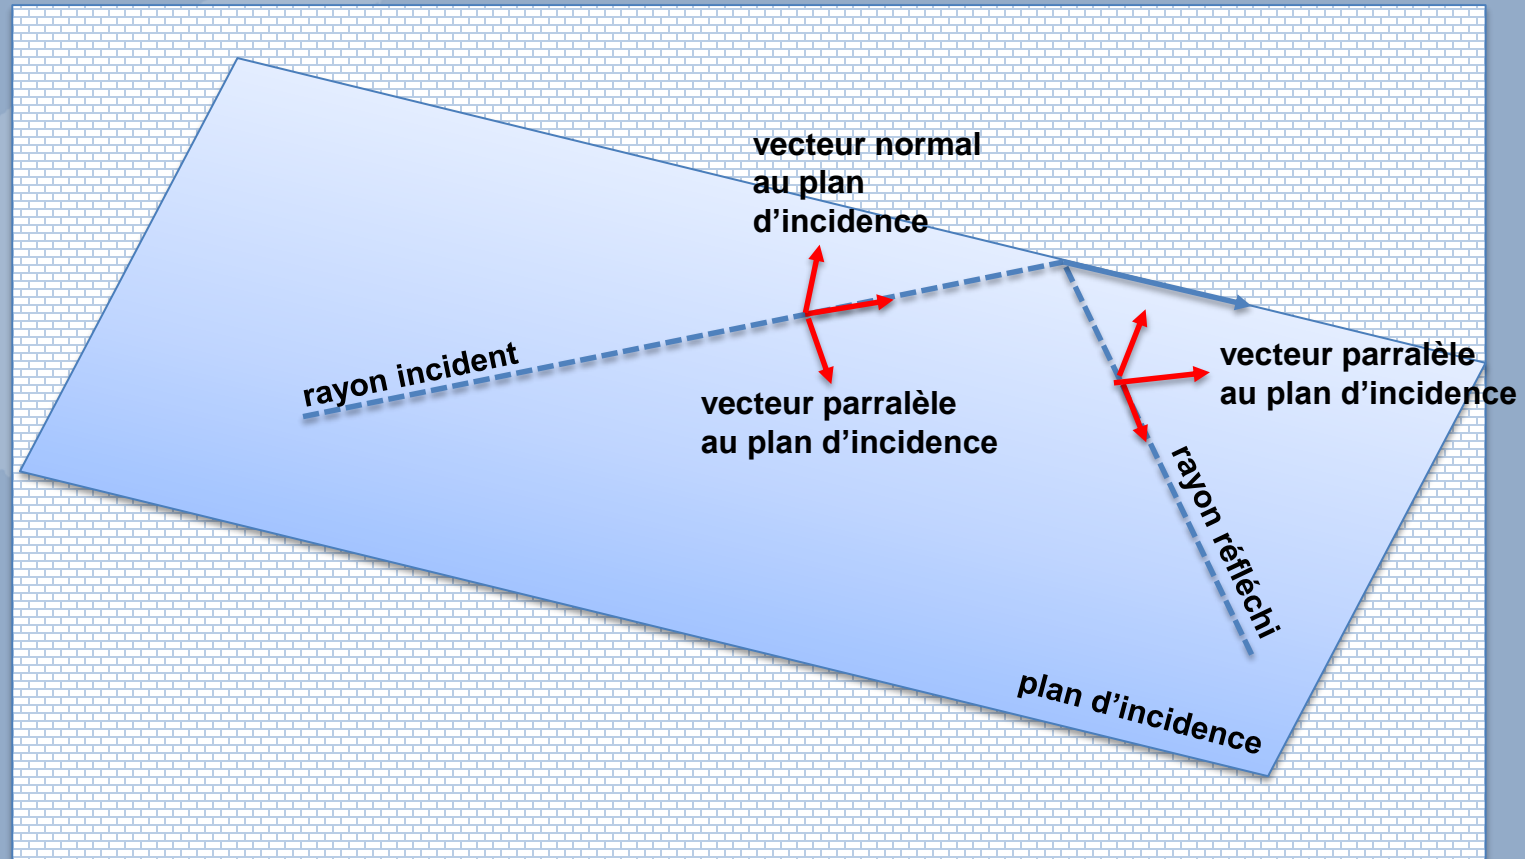 vecteur normal
au plan
d’incidence
rayon incident
vecteur parralèle
au plan d’incidence
vecteur parralèle
au plan d’incidence
rayon réfléchi
plan d’incidence